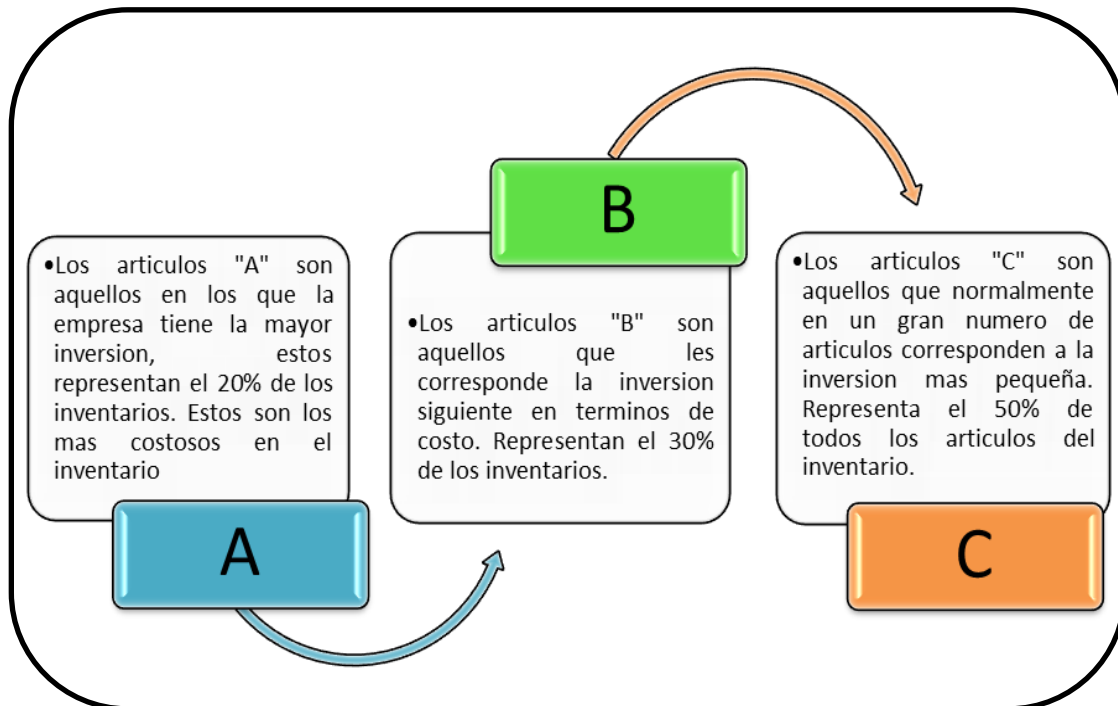 •Los articulos "A" son
aquellos en los que la
empresa tiene la mayor
inversion, estos
representan el 20% de los
inventarios. Estos son los
mas costosos en el
inventario
A
B
•Los articulos "B" son
aquellos que les
corresponde la inversion
siguiente en terminos de
costo. Representan el 30%
de los inventarios.
•Los articulos "C" son
aquellos que normalmente
en un gran numero de
articulos corresponden a la
inversion mas pequeña.
Representa el 50% de
todos los articulos del
inventario.
C